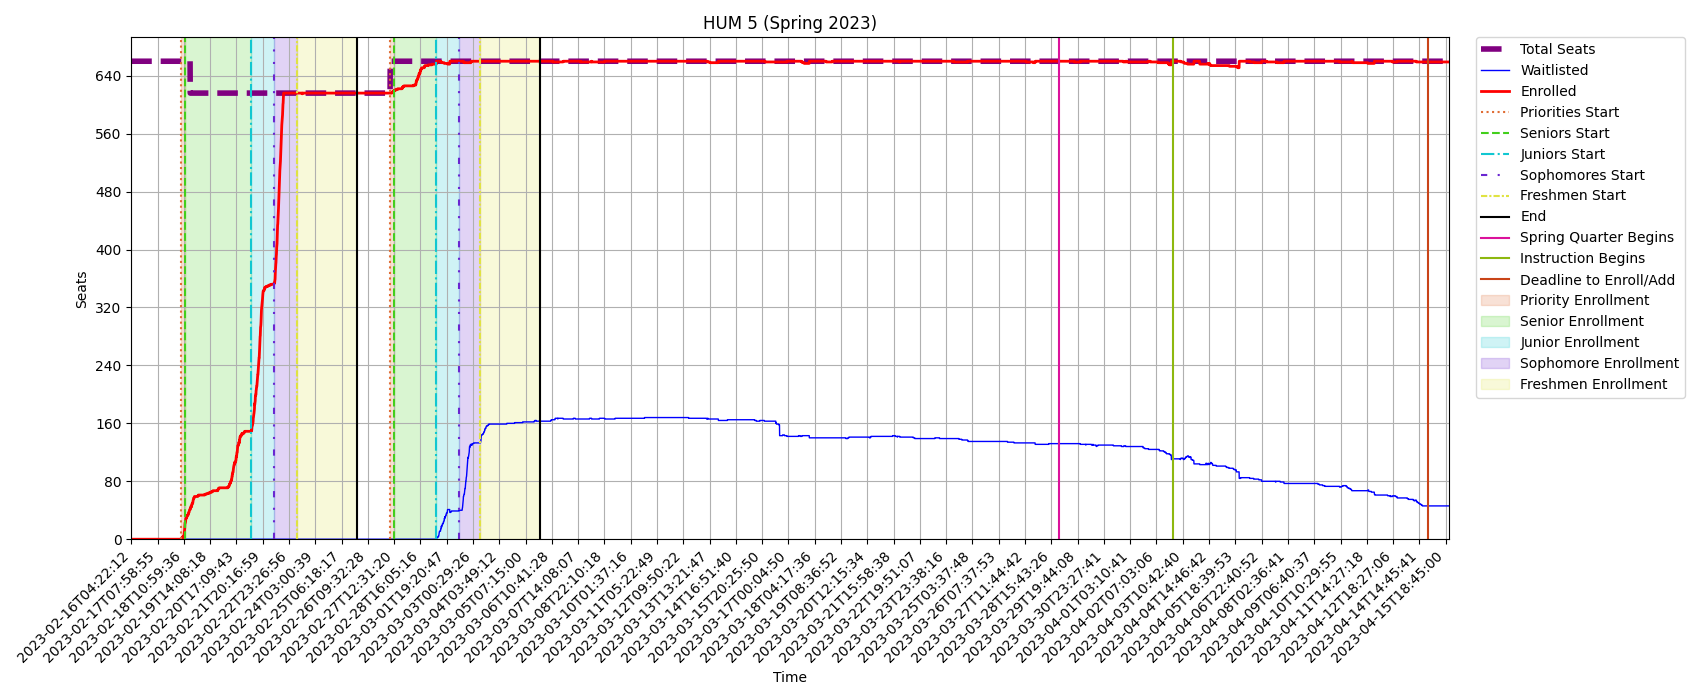 HUM 5 (Spring 2023)
Seats
640
560
480
400
320
240
160
80
0
2023-02-16T04:22:12
2023-02-17T07:58:55
2023-02-18T10:59:36
2023-02-19T14:08:18
2023-02-20T17:09:43
2023-02-21T20:16:59
2023-02-22T23:26:50
2023-02-24T03:00:39
2023-02-25T06:18:17
2023-02-26T09:32:28
2023-02-27T12:31:20
2023-02-28T16:05:16
2023-03-01T19:20:47
2023-03-03T00:29:26
2023-03-04T03:49:12
2023-03-05T07:15:00
2023-03-06T10:41:28
2023-03-07T14:08:07
2023-03-08T22:10:18
2023-03-10T01:37:16
2023-03-11T05:22:49
2023-03-12T09:50:22
2023-03-13T13:21:47
2023-03-14T16:51:40
2023-03-15T20:25:50
2023-03-17T00:04:50
2023-03-18T04:17:36
2023-03-19T08:36:52
2023-03-20T12:15:34
2023-03-21T15:58:38
2023-03-22T19:51:07
2023-03-23T23:38:19
2023-03-25T03:37:48
2023-03-26T07:37:53
2023-03-27T11:44:42
2023-03-28T15:43:26
2023-03-29T19:44:08
2023-03-30T23:27:41
2023-04-01T03:10:41
2023-04-02T07:03:06
2023-04-03T10:42:40
2023-04-04T14:46:42
2023-04-05T18:39:53
2023-04-06T22:40:52
2023-04-08T02:36:41
2023-04-09T06:40:37
2023-04-10T10:29:55
2023-04-11T14:27:18
2023-04-12T18:27:06
2023-04-14T14:45:41
2023-04-15T18:45:00
Time
Total Seats
Waitlisted
Enrolled
Priorities Start
Seniors Start
Juniors Start
Sophomores Start
Freshmen Start
End
Spring Quarter Begins
Instruction Begins
Deadline to Enroll/Add
Priority Enrollment
Senior Enrollment
Junior Enrollment
Sophomore Enrollment
Freshmen Enrollment